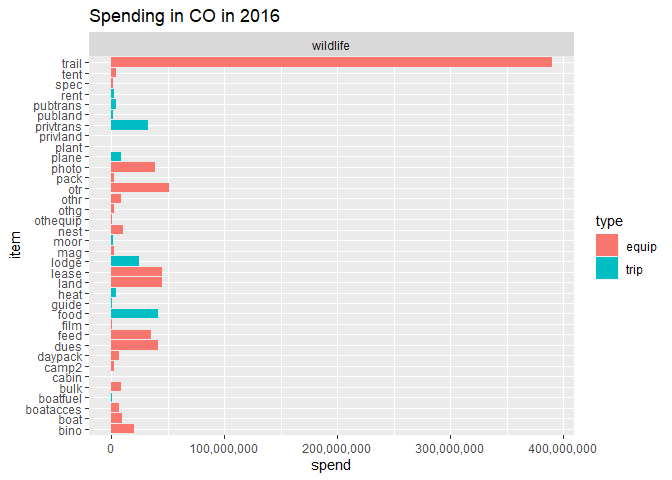 Spending in CO in 2016
wildlife
trail
tent
spec
rent
pubtrans
publand
privtrans
privland
plant
plane
photo
pack
otr
othr
othg
othequip
nest
moor
mag
lodge
lease
land
heat
guide
food
film
feed
dues
daypack
camp2
cabin
bulk
boatfuel
boatacces
boat
bino
item
0 100,000,000 200,000,000 300,000,000 400,000,000
spend
type
equip
trip